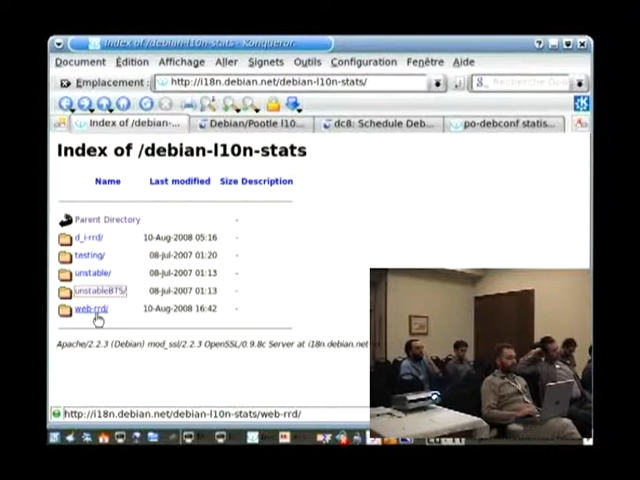 Index of /debian-l10n-stats - Konqueror
Document Édition Affichage Aller Signets Outils Configuration Fenêtre Aide
Emplacement : http://i18n.debian.net/debian-l10n-stats/
Index of /debian-... Debian/Pootle l10... dc8: Schedule Deb... po-debconf statis...
Index of /debian-l10n-stats
Name Last modified Size Description
Parent Directory -
d_i-rrd/ 10-Aug-2008 05:16 -
testing/ 08-Jul-2007 01:20 -
unstable/ 08-Jul-2007 01:13 -
unstableBTS/ 08-Jul-2007 01:13 -
web-rrd/ 10-Aug-2008 16:42 -
Apache/2.2.3 (Debian) mod_ssl/2.2.3 OpenSSL/0.9.8c Server at i18n.debian.net
http://i18n.debian.net/debian-l10n-stats/web-rrd/